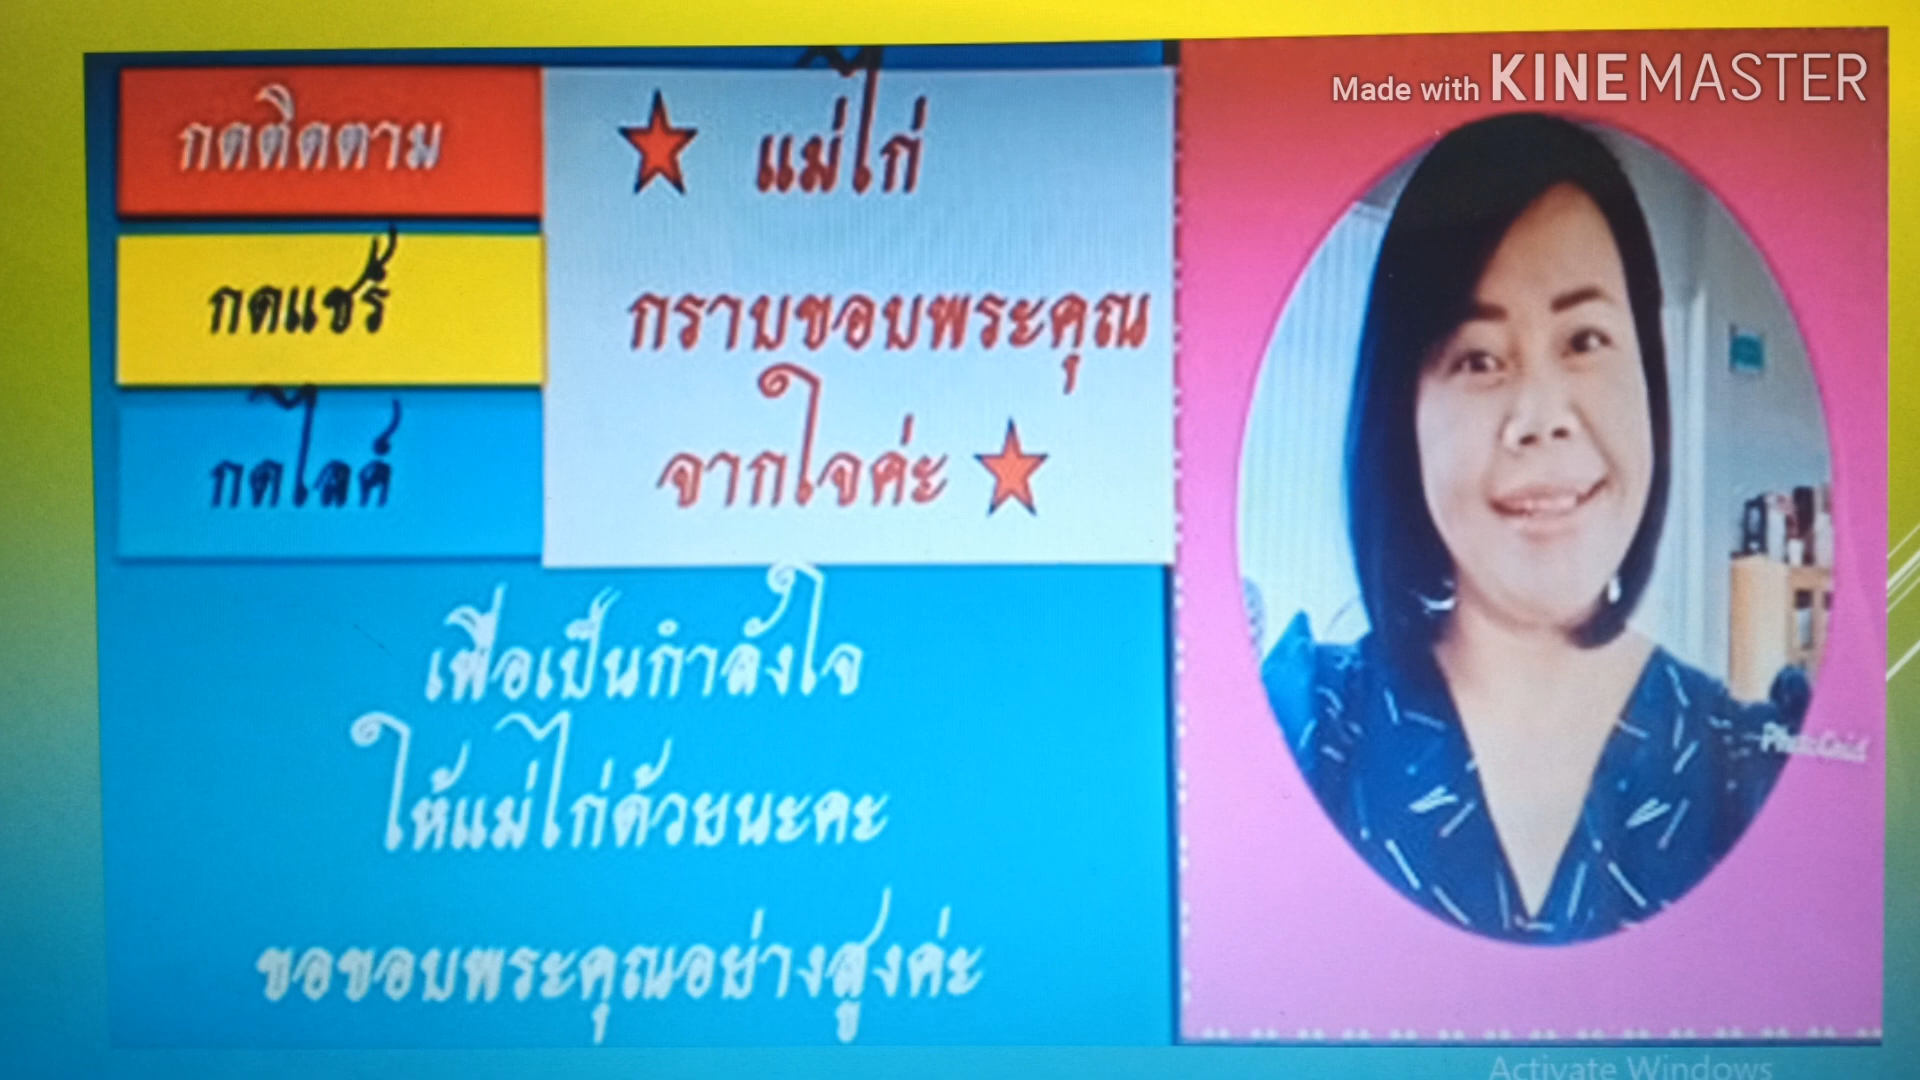 กดติดตาม
กดแชร์
กดไลค์
แม่ไก่
กราบขอบพระคุณ
จากใจค่ะ
เพื่อเป็นกำลังใจ
ให้แม่ไก่ด้วยนะคะ
ขอขอบพระคุณอย่างสูงค่ะ
Made with KINEMASTER
Activate Windows